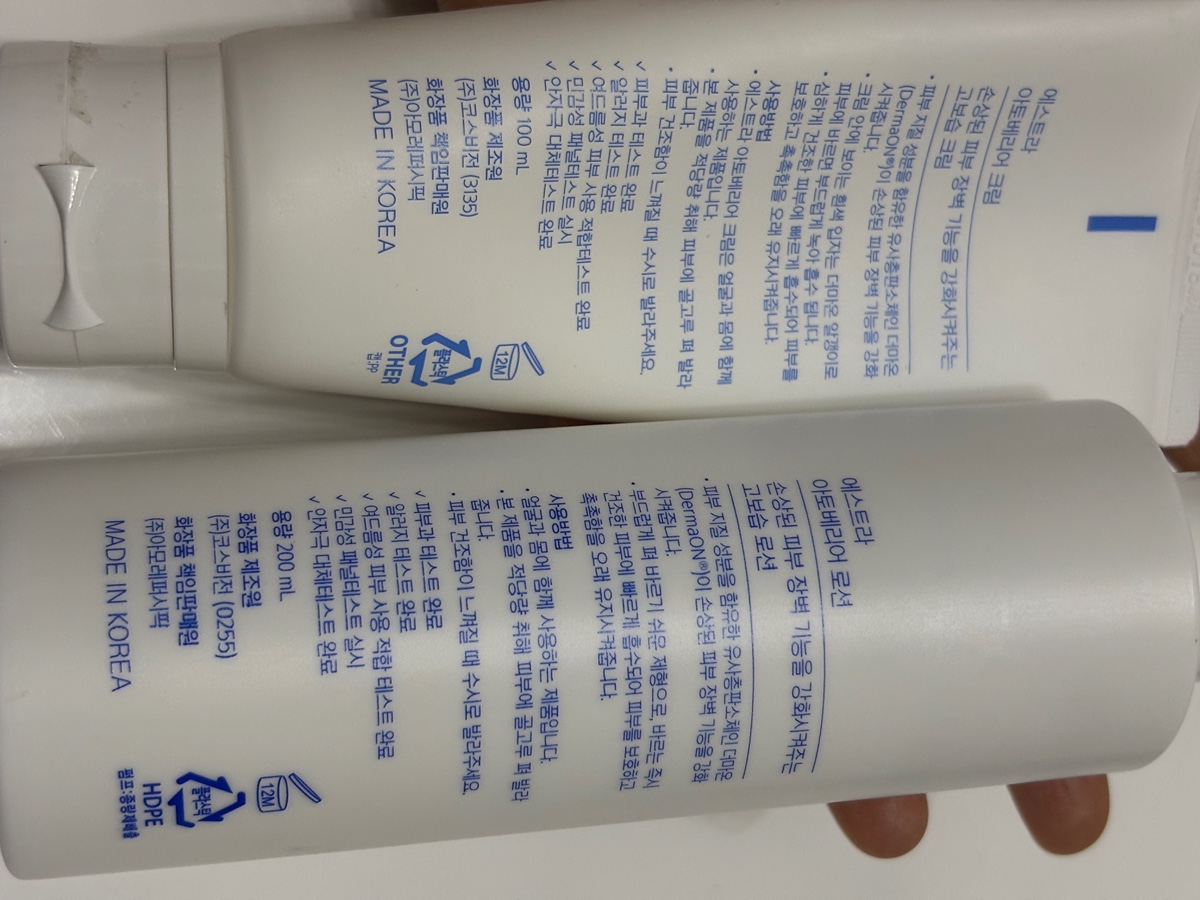 에스트라
아토베리어 크림
손상된 피부 장벽 기능을 강화시켜주는
고보습 크림
• 피부 지질 성분을 함유한 유사층판소체인 더마온
(DermaON®)이 손상된 피부 장벽 기능을 강화
시켜줍니다.
• 크림 안에 보이는 흰색 입자는 더마온 알갱이로
피부에 바르면 부드럽게 녹아 흡수 됩니다.
• 심하게 건조한 피부에 빠르게 흡수되어 피부를
보호하고 촉촉함을 오래 유지시켜줍니다.
사용방법
• 에스트라 아토베리어 크림은 얼굴과 몸에 함께
사용하는 제품입니다.
• 본 제품을 적당량 취해 피부에 골고루 펴 발라
줍니다.
• 피부 건조함이 느껴질 때 수시로 발라주세요.
✓ 피부과 테스트 완료
✓ 알러지 테스트 완료
✓ 여드름성 피부 사용 적합테스트 완료
✓ 민감성 패널테스트 실시
✓ 안자극 대체테스트 완료
용량 100 mL
화장품 제조원
(주)코스비전 (3135)
화장품 책임판매원
(주)아모레퍼시픽
MADE IN KOREA
12M
플라스틱
OTHER
캡:PP
에스트라
아토베리어 로션
손상된 피부 장벽 기능을 강화시켜주는
고보습 로션
• 피부 지질 성분을 함유한 유사층판소체인 더마온
(DermaON®)이 손상된 피부 장벽 기능을 강화
시켜줍니다.
• 부드럽게 펴 바르기 쉬운 제형으로, 바르는 즉시
건조한 피부에 빠르게 흡수되어 피부를 보호하고
촉촉함을 오래 유지시켜줍니다.
사용방법
• 얼굴과 몸에 함께 사용하는 제품입니다.
• 본 제품을 적당량 취해 피부에 골고루 펴 발라
줍니다.
• 피부 건조함이 느껴질 때 수시로 발라주세요.
✓ 피부과 테스트 완료
✓ 알러지 테스트 완료
✓ 여드름성 피부 사용 적합 테스트 완료
✓ 민감성 패널테스트 실시
✓ 안자극 대체테스트 완료
용량 200 mL
화장품 제조원
(주)코스비전 (0255)
화장품 책임판매원
(주)아모레퍼시픽
MADE IN KOREA
12M
플라스틱
HDPE
펌프:종량제배출